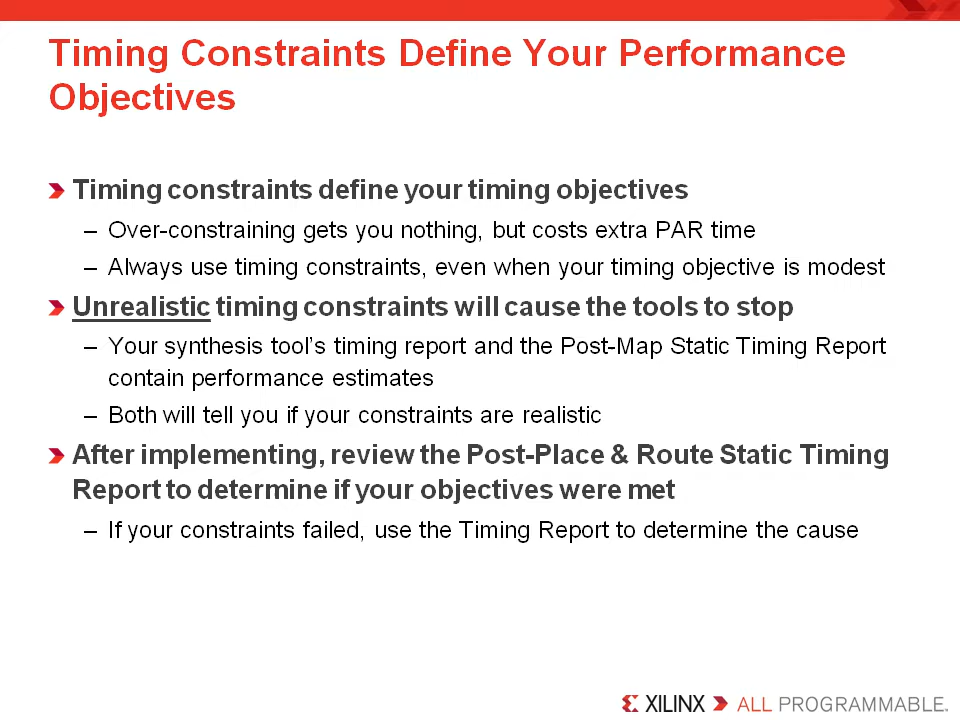 Timing Constraints Define Your Performance
Objectives
Timing constraints define your timing objectives
– Over-constraining gets you nothing, but costs extra PAR time
– Always use timing constraints, even when your timing objective is modest
Unrealistic timing constraints will cause the tools to stop
– Your synthesis tool's timing report and the Post-Map Static Timing Report
contain performance estimates
– Both will tell you if your constraints are realistic
After implementing, review the Post-Place & Route Static Timing
Report to determine if your objectives were met
– If your constraints failed, use the Timing Report to determine the cause
XILINX ALL PROGRAMMABLE.